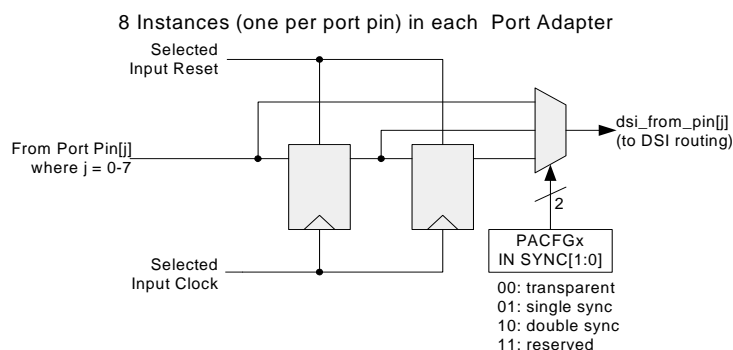 8 Instances (one per port pin) in each Port Adapter
Selected
Input Reset
From Port Pin[j]
where j = 0-7
dsi_from_pin[j]
(to DSI routing)
2
PACFGx
IN SYNC[1:0]
Selected
Input Clock
00: transparent
01: single sync
10: double sync
11: reserved